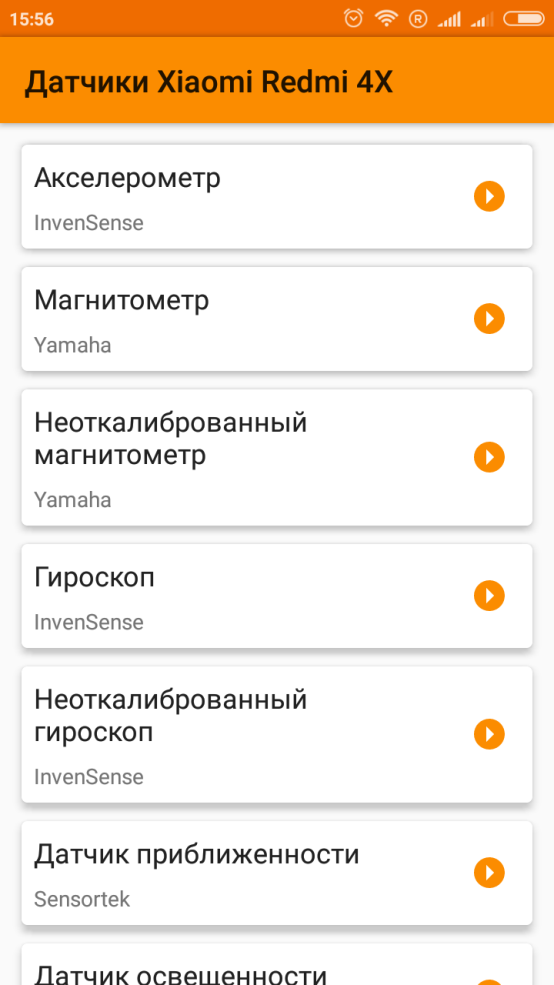 15:56
R
Датчики Xiaomi Redmi 4X
Акселерометр
InvenSense
Магнитометр
Yamaha
Неоткалиброванный
магнитометр
Yamaha
Гироскоп
InvenSense
Неоткалиброванный
гироскоп
InvenSense
Датчик приближенности
Sensortek
Датчик освещенности